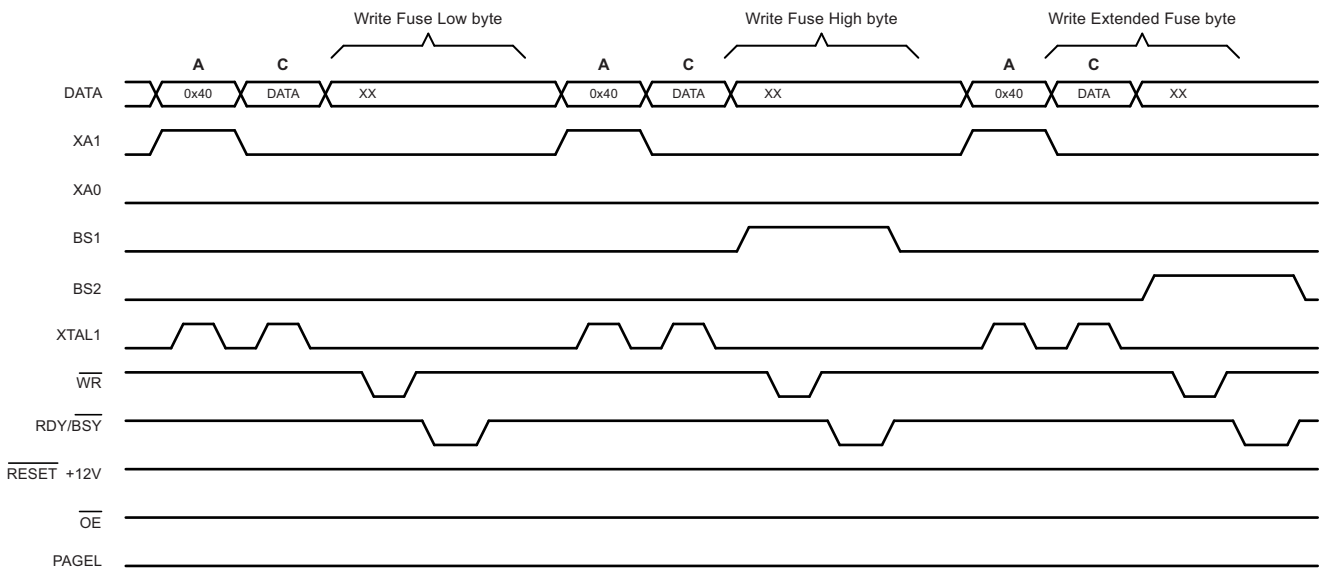 Write Fuse Low byte Write Fuse High byte Write Extended Fuse byte
A C A C A C
DATA 0x40 DATA XX 0x40 DATA XX 0x40 DATA XX
XA1
XA0
BS1
BS2
XTAL1
WR
RDY/BSY
RESET +12V
OE
PAGEL